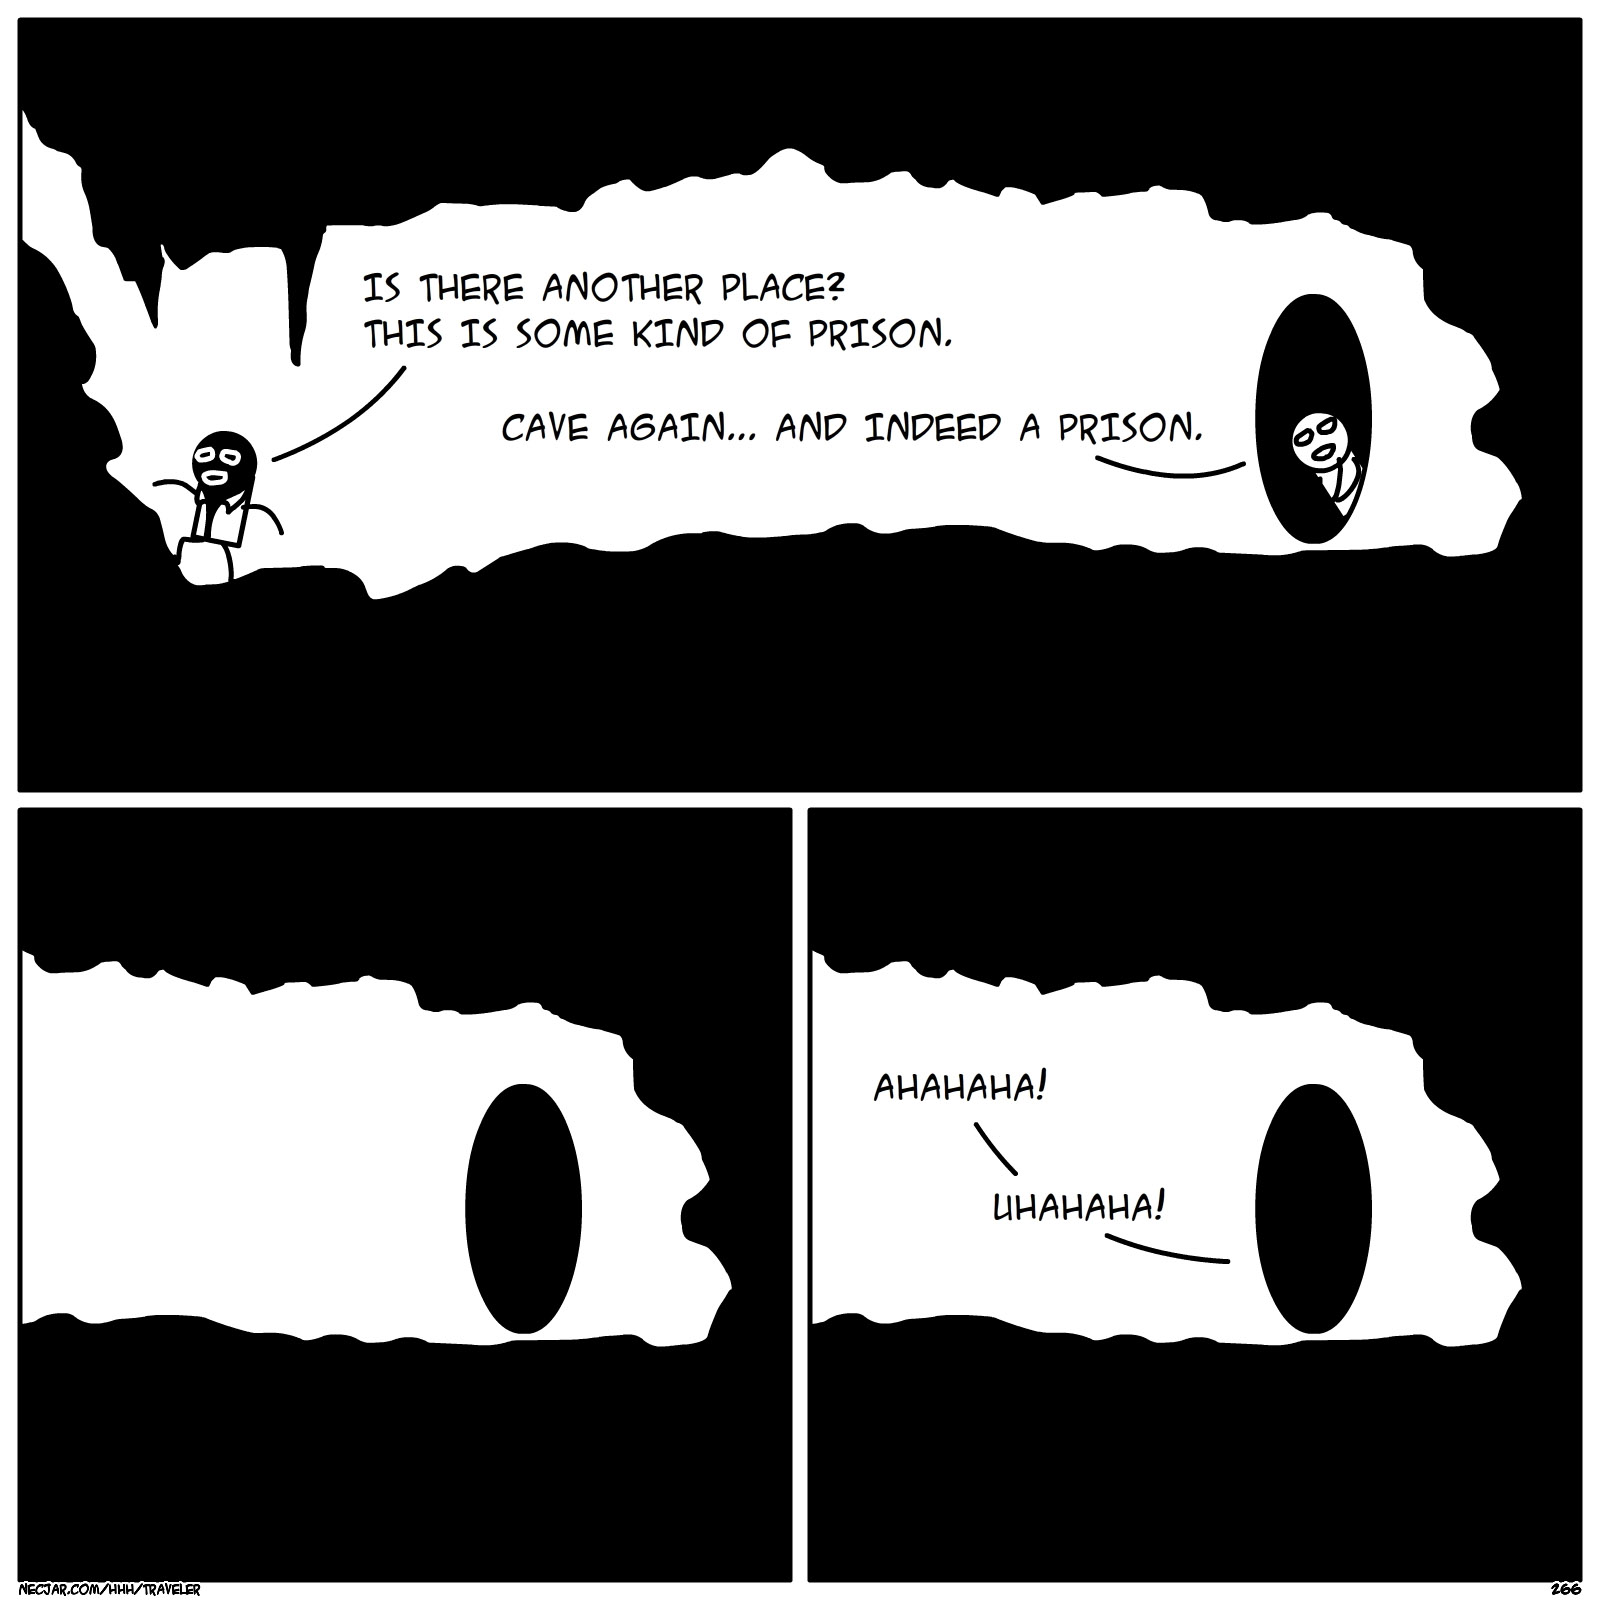 IS THERE ANOTHER PLACE?
THIS IS SOME KIND OF PRISON.
CAVE AGAIN... AND INDEED A PRISON.
AHAHAHA!
UHAHAHA!
NECJAR.COM/HHH/TRAVELER
266